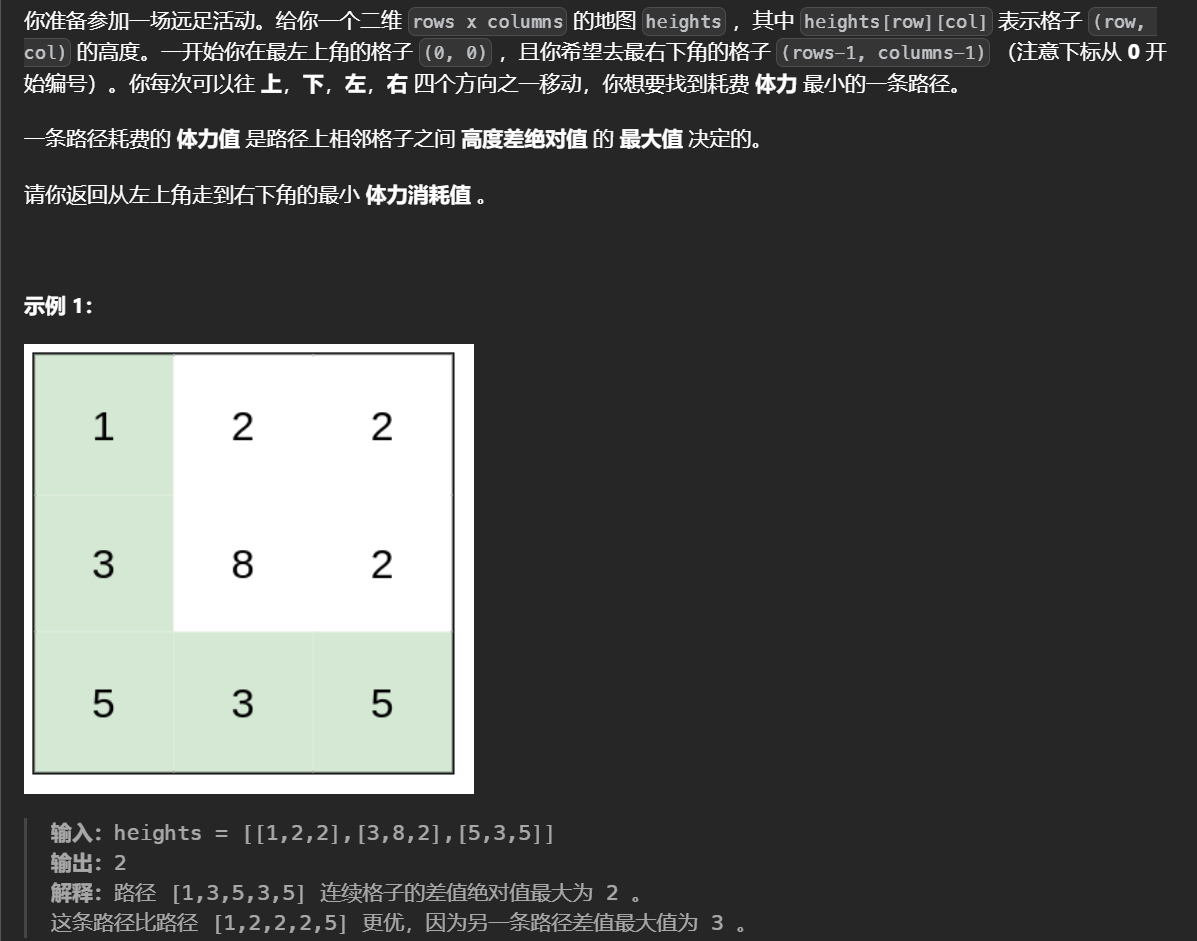 你准备参加一场远足活动。给你一个二维 rows x columns 的地图 heights ，其中 heights[row][col] 表示格子 (row,
col) 的高度。一开始你在最左上角的格子 (0, 0) ，且你希望去最右下角的格子 (rows-1, columns-1) （注意下标从 0 开
始编号）。你每次可以往 上，下，左，右 四个方向之一移动，你想要找到耗费 体力 最小的一条路径。
一条路径耗费的 体力值 是路径上相邻格子之间 高度差绝对值 的 最大值 决定的。
请你返回从左上角走到右下角的最小 体力消耗值 。
示例 1：
1 2 2
3 8 2
5 3 5
输入：heights = [[1,2,2],[3,8,2],[5,3,5]]
输出：2
解释：路径 [1,3,5,3,5] 连续格子的差值绝对值最大为 2 。
这条路径比路径 [1,2,2,2,5] 更优，因为另一条路径差值最大值为 3 。